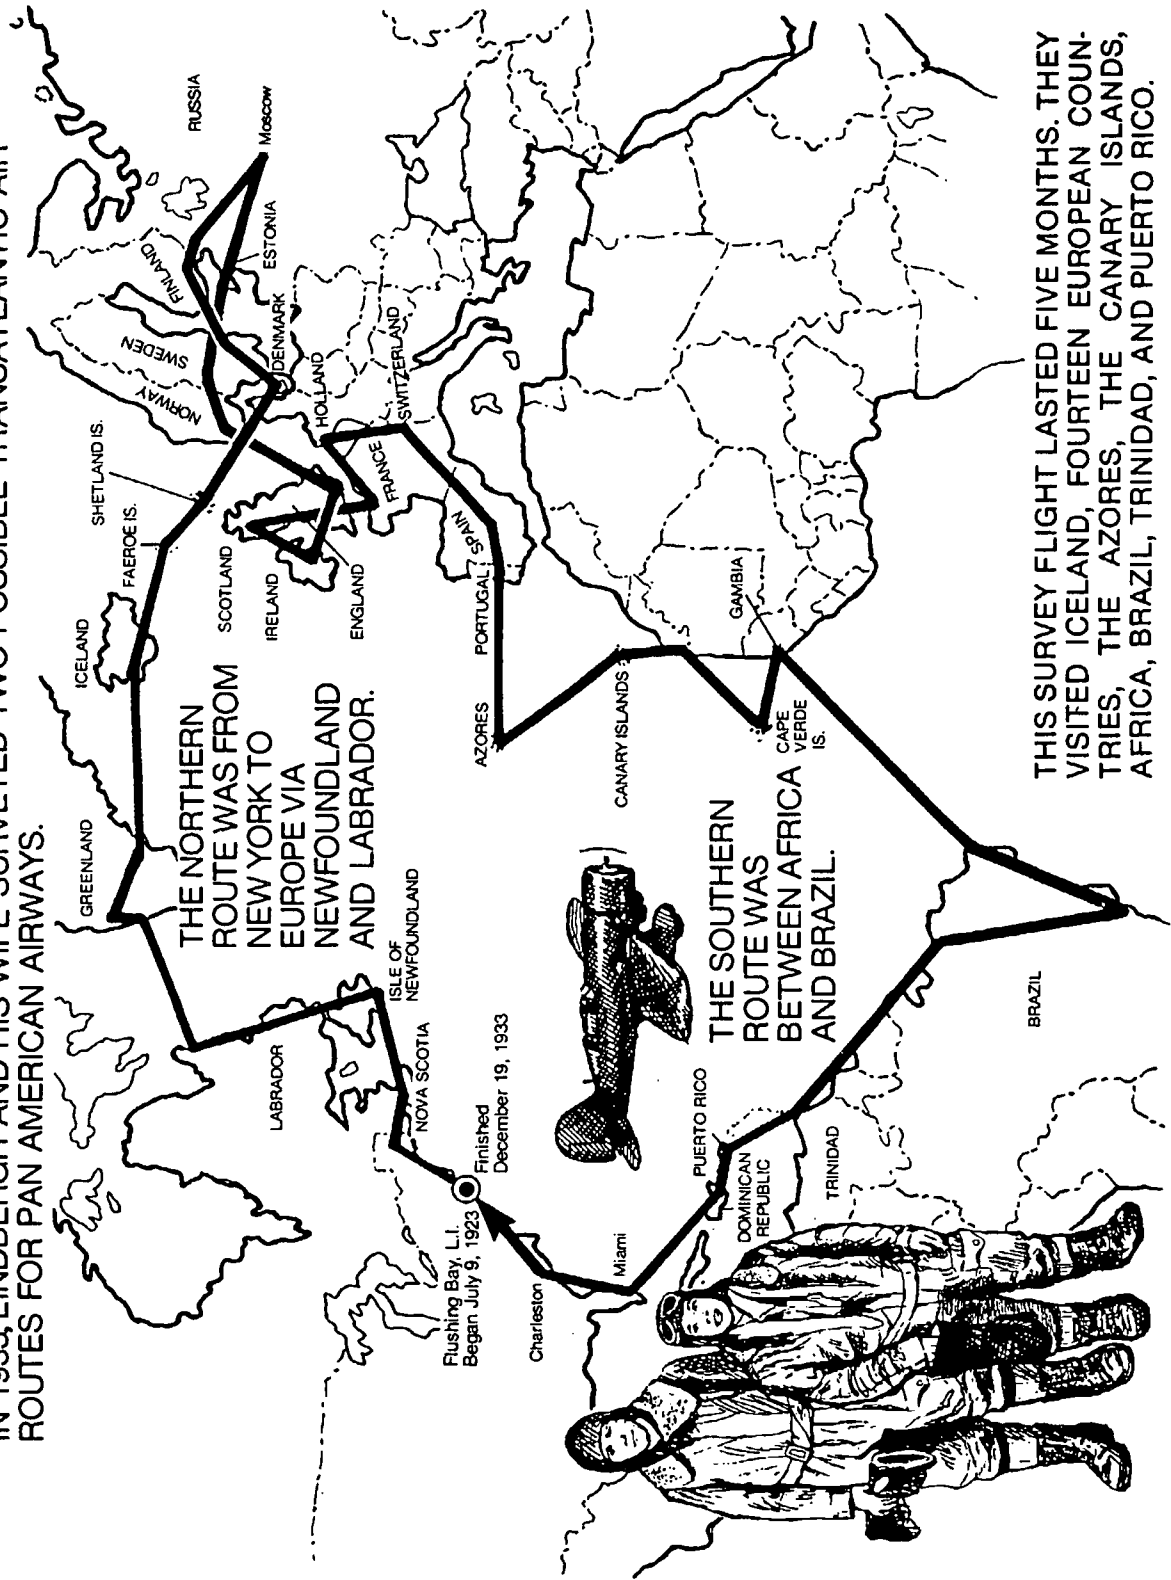 IN 1933, LINDBERGH AND HIS WIFE SURVEYED TWO POSSIBLE TRANSATLANTIC AIR
ROUTES FOR PAN AMERICAN AIRWAYS.
GREENLAND
ICELAND
FAEROE IS.
SHETLAND IS.
NORWAY
SWEDEN
FINLAND
RUSSIA
Moscow
ESTONIA
DENMARK
HOLLAND
SWITZERLAND
SCOTLAND
IRELAND
ENGLAND
FRANCE
SPAIN
PORTUGAL
AZORES
THE NORTHERN
ROUTE WAS FROM
NEW YORK TO
EUROPE VIA
NEWFOUNDLAND
AND LABRADOR.
LABRADOR
ISLE OF
NEWFOUNDLAND
NOVA SCOTIA
Flushing Bay, L.I.
Began July 9, 1923
Finished
December 19, 1933
Charleston
Miami
CANARY ISLANDS
GAMBIA
CAPE
VERDE
IS.
THE SOUTHERN
ROUTE WAS
BETWEEN AFRICA
AND BRAZIL.
PUERTO RICO
DOMINICAN
REPUBLIC
TRINIDAD
BRAZIL
THIS SURVEY FLIGHT LASTED FIVE MONTHS. THEY
VISITED ICELAND, FOURTEEN EUROPEAN COUN-
TRIES, THE AZORES, THE CANARY ISLANDS,
AFRICA, BRAZIL, TRINIDAD, AND PUERTO RICO.